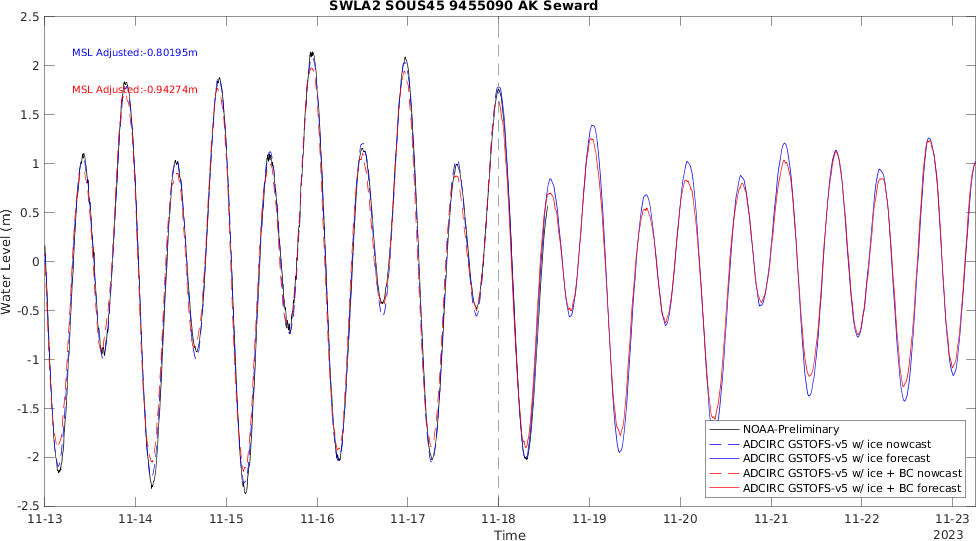 SWLA2 SOUS45 9455090 AK Seward
MSL Adjusted:-0.80195m
MSL Adjusted:-0.94274m
Water Level (m)
2.5
2
1.5
1
0.5
0
-0.5
-1
-1.5
-2
-2.5
NOAA-Preliminary
ADCIRC GSTOFS-v5 w/ ice nowcast
ADCIRC GSTOFS-v5 w/ ice forecast
ADCIRC GSTOFS-v5 w/ ice + BC nowcast
ADCIRC GSTOFS-v5 w/ ice + BC forecast
11-13 11-14 11-15 11-16 11-17 11-18 11-19 11-20 11-21 11-22 11-23
Time 2023